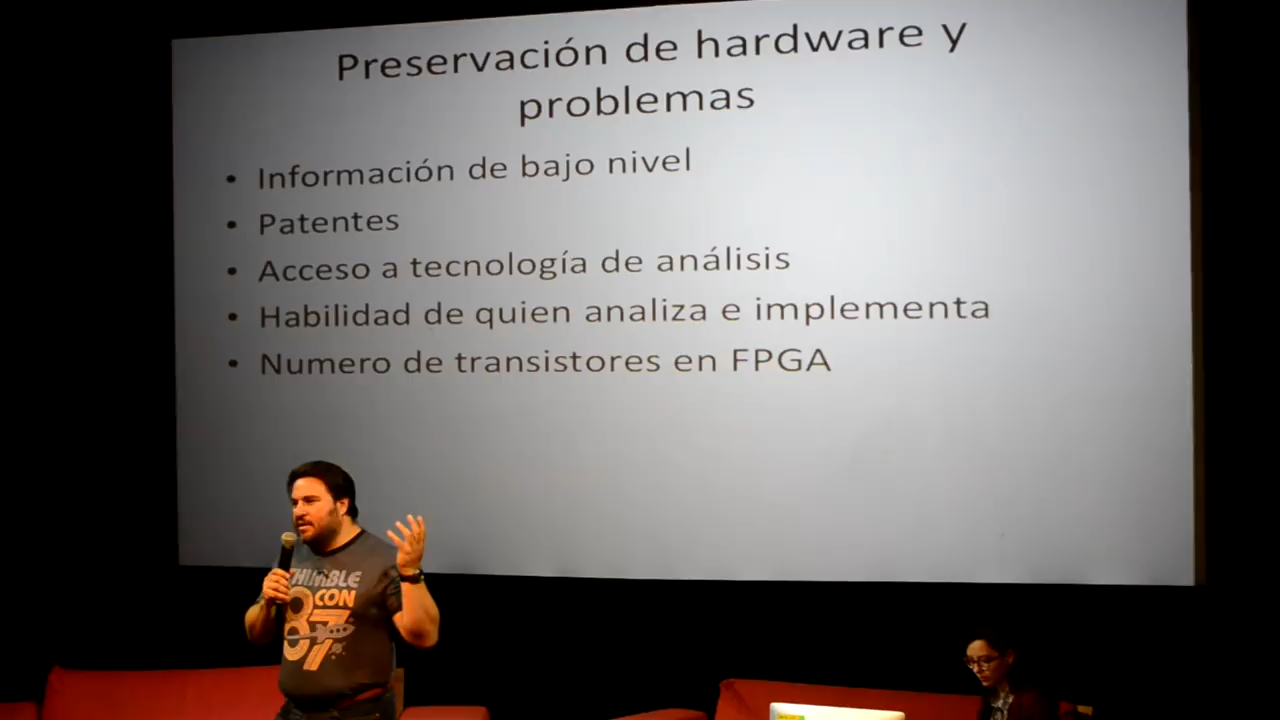 Preservación de hardware y
problemas
• Información de bajo nivel
• Patentes
• Acceso a tecnología de análisis
• Habilidad de quien analiza e implementa
• Numero de transistores en FPGA
THIMBLE
CON
87